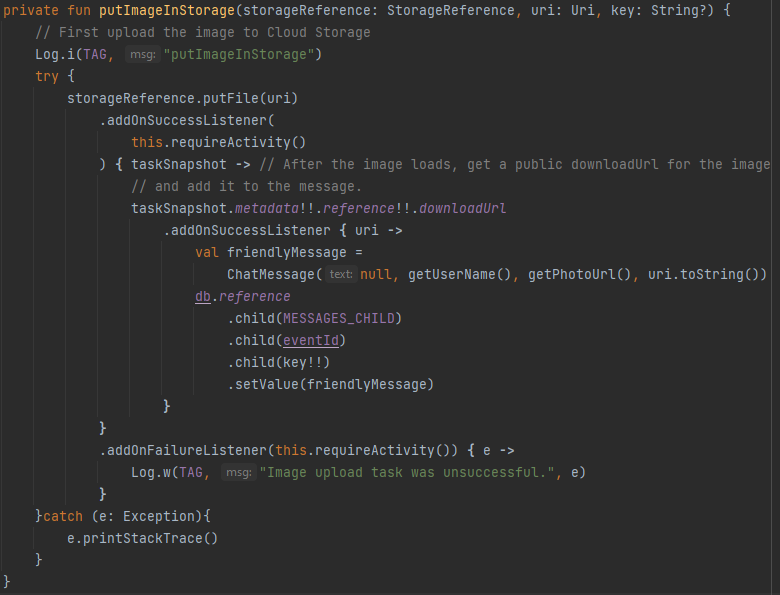 private fun putImageInStorage(storageReference: StorageReference, uri: Uri, key: String?) {
    // First upload the image to Cloud Storage
    Log.i(TAG, msg: "putImageInStorage")
    try {
        storageReference.putFile(uri)
            .addOnSuccessListener(
                this.requireActivity()
            ) { taskSnapshot -> // After the image loads, get a public downloadUrl for the image
                // and add it to the message.
                taskSnapshot.metadata!!.reference!!.downloadUrl
                    .addOnSuccessListener { uri ->
                        val friendlyMessage =
                            ChatMessage( text: null, getUserName(), getPhotoUrl(), uri.toString())
                        db.reference
                            .child(MESSAGES_CHILD)
                            .child(eventId)
                            .child(key!!)
                            .setValue(friendlyMessage)
                    }
            }
            .addOnFailureListener(this.requireActivity()) { e ->
                Log.w(TAG, msg: "Image upload task was unsuccessful.", e)
            }
    }catch (e: Exception){
        e.printStackTrace()
    }
}